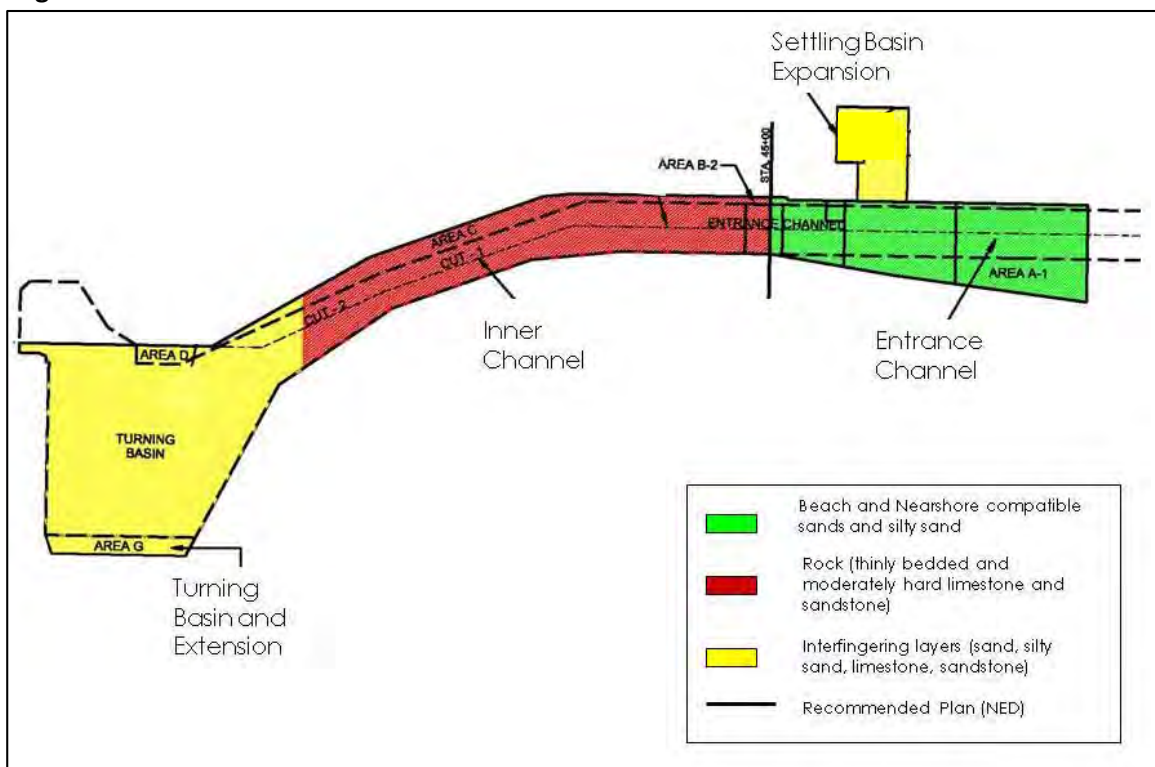 Settling Basin
Expansion
STA. 45+00
AREA B-2
ENTRANCE CHANNEL
AREA C
CUT - 1
CUT - 2
AREA A-1
Inner
Channel
Entrance
Channel
AREA D
TURNING
BASIN
AREA G
Turning
Basin and
Extension
Beach and Nearshore compatible
sands and silty sand
Rock (thinly bedded and
moderately hard limestone and
sandstone)
Interfingering layers (sand, silty
sand, limestone, sandstone)
Recommended Plan (NED)